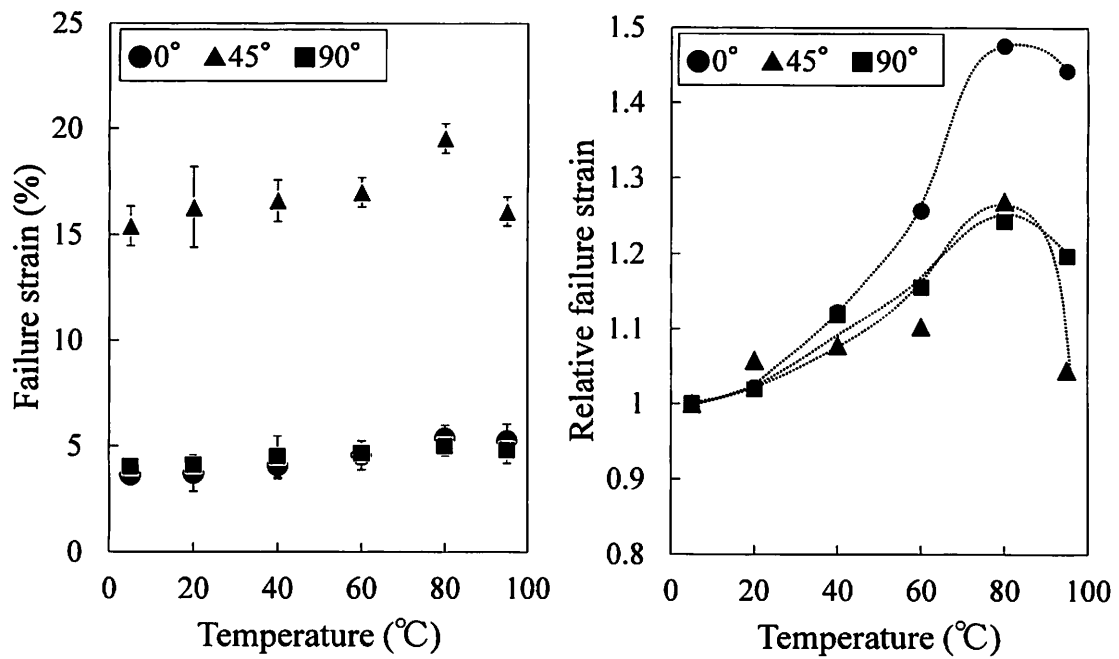 25
20
15
10
5
0
Failure strain (%)
0° 45° 90°
0 20 40 60 80 100
Temperature (℃)
1.5
1.4
1.3
1.2
1.1
1
0.9
0.8
Relative failure strain
0° 45° 90°
0 20 40 60 80 100
Temperature (℃)